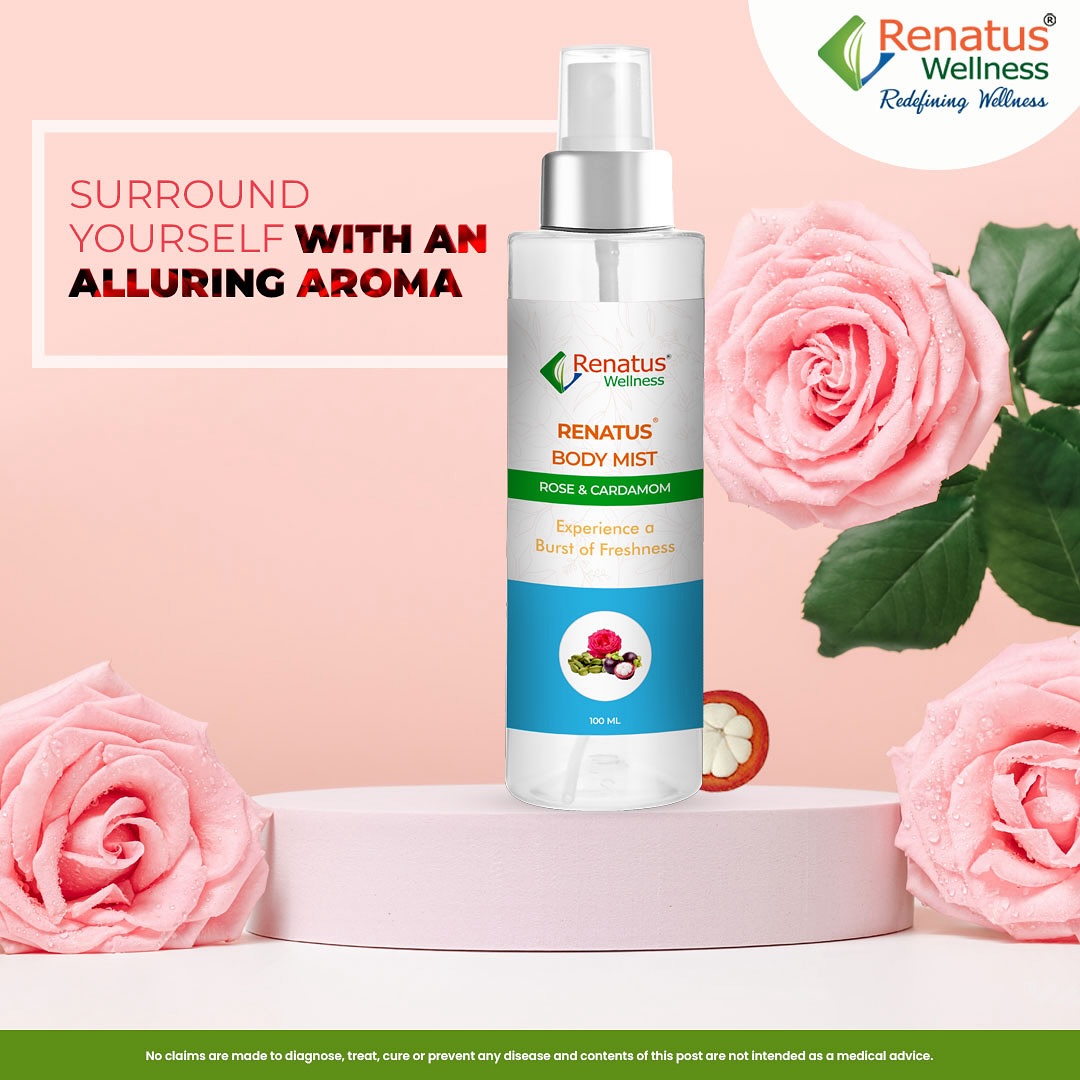 Renatus®
Wellness
Redefining Wellness
SURROUND
YOURSELF WITH AN
ALLURING AROMA
Renatus®
Wellness
RENATUS®
BODY MIST
ROSE & CARDAMOM
Experience a
Burst of Freshness
100 ML
No claims are made to diagnose, treat, cure or prevent any disease and contents of this post are not intended as a medical advice.